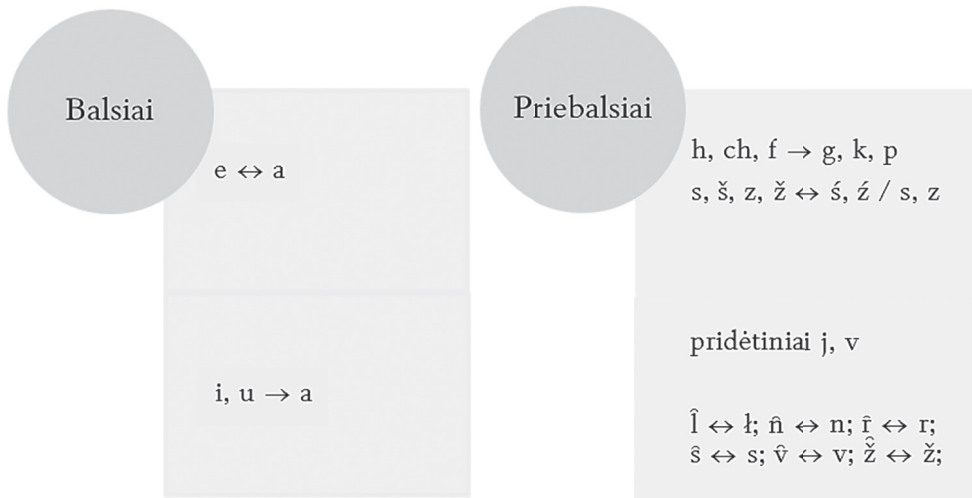 Balsiai
e ↔ a
i, u → a
Priebalsiai
h, ch, f → g, k, p
s, š, z, ž ↔ ś, ź / s, z
pridėtiniai j, v
l̑ ↔ ł; n̑ ↔ n; ȓ ↔ r;
s̑ ↔ s; v̑ ↔ v; ž̑ ↔ ž;